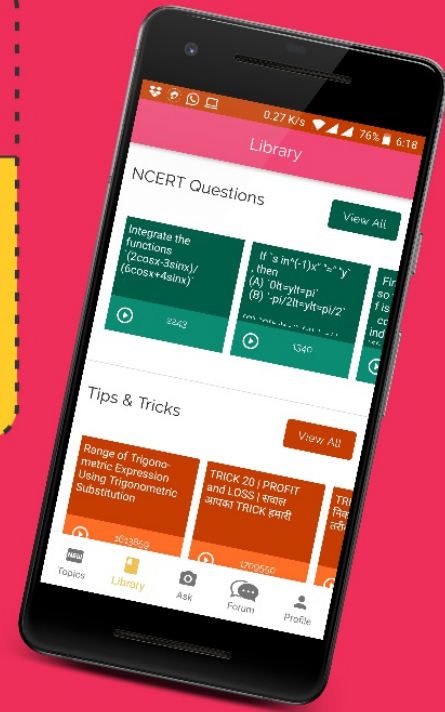 0.27 K/s 76% 6:18
Library
NCERT Questions
View All
Integrate the
functions
`(2cosx-3sinx)/
(6cosx+4sinx)`
2243
If `s in^(-1)x" "=" "y`
, then
(A) `0lt=ylt=pi`
(B) `-pi/2lt=ylt=pi/2`
1340
Tips & Tricks
View All
Range of Trigono-
metric Expression
Using Trigonometric
Substitution
1613859
TRICK 20 | PROFIT
and LOSS | सवाल
आपका TRICK हमारी
1709550
NEW
Topics
Library
Ask
Forum
Profile